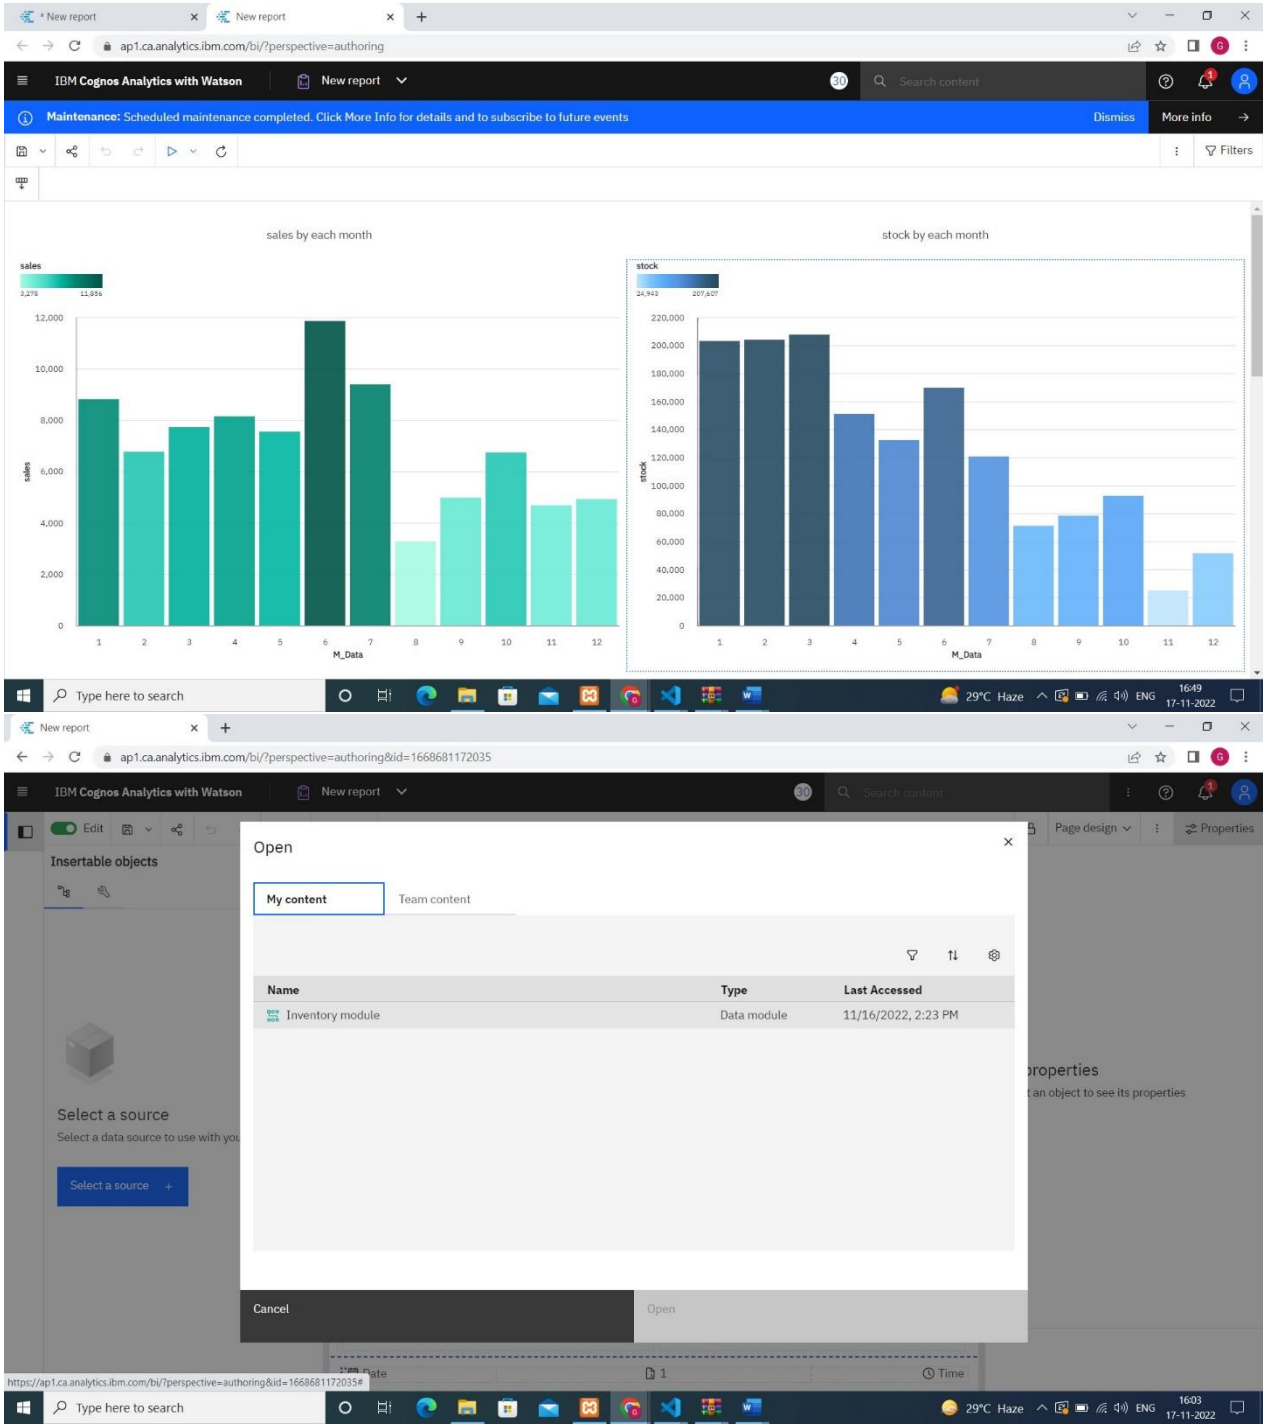 * New report
New report
ap1.ca.analytics.ibm.com/bi/?perspective=authoring
G
IBM Cognos Analytics with Watson
New report
30
Search content
1
Maintenance: Scheduled maintenance completed. Click More Info for details and to subscribe to future events
Dismiss
More info
Filters
sales by each month
stock by each month
sales
3,278 11,886
12,000
10,000
8,000
6,000
4,000
2,000
0
sales
1 2 3 4 5 6 7 8 9 10 11 12
M_Data
stock
24,943 207,607
220,000
200,000
180,000
160,000
140,000
120,000
100,000
80,000
60,000
40,000
20,000
0
stock
1 2 3 4 5 6 7 8 9 10 11 12
M_Data
Type here to search
29°C Haze
ENG
16:49
17-11-2022
New report
ap1.ca.analytics.ibm.com/bi/?perspective=authoring&id=1668681172035
G
IBM Cognos Analytics with Watson
New report
30
Search content
1
Edit
Page design
Properties
Insertable objects
Open
My content
Team content
Name Type Last Accessed
Inventory module Data module 11/16/2022, 2:23 PM
Select a source
Select a data source to use with you
Select a source +
properties
t an object to see its properties
Cancel
Open
Date
1
Time
https://ap1.ca.analytics.ibm.com/bi/?perspective=authoring&id=1668681172035#
Type here to search
29°C Haze
ENG
16:03
17-11-2022